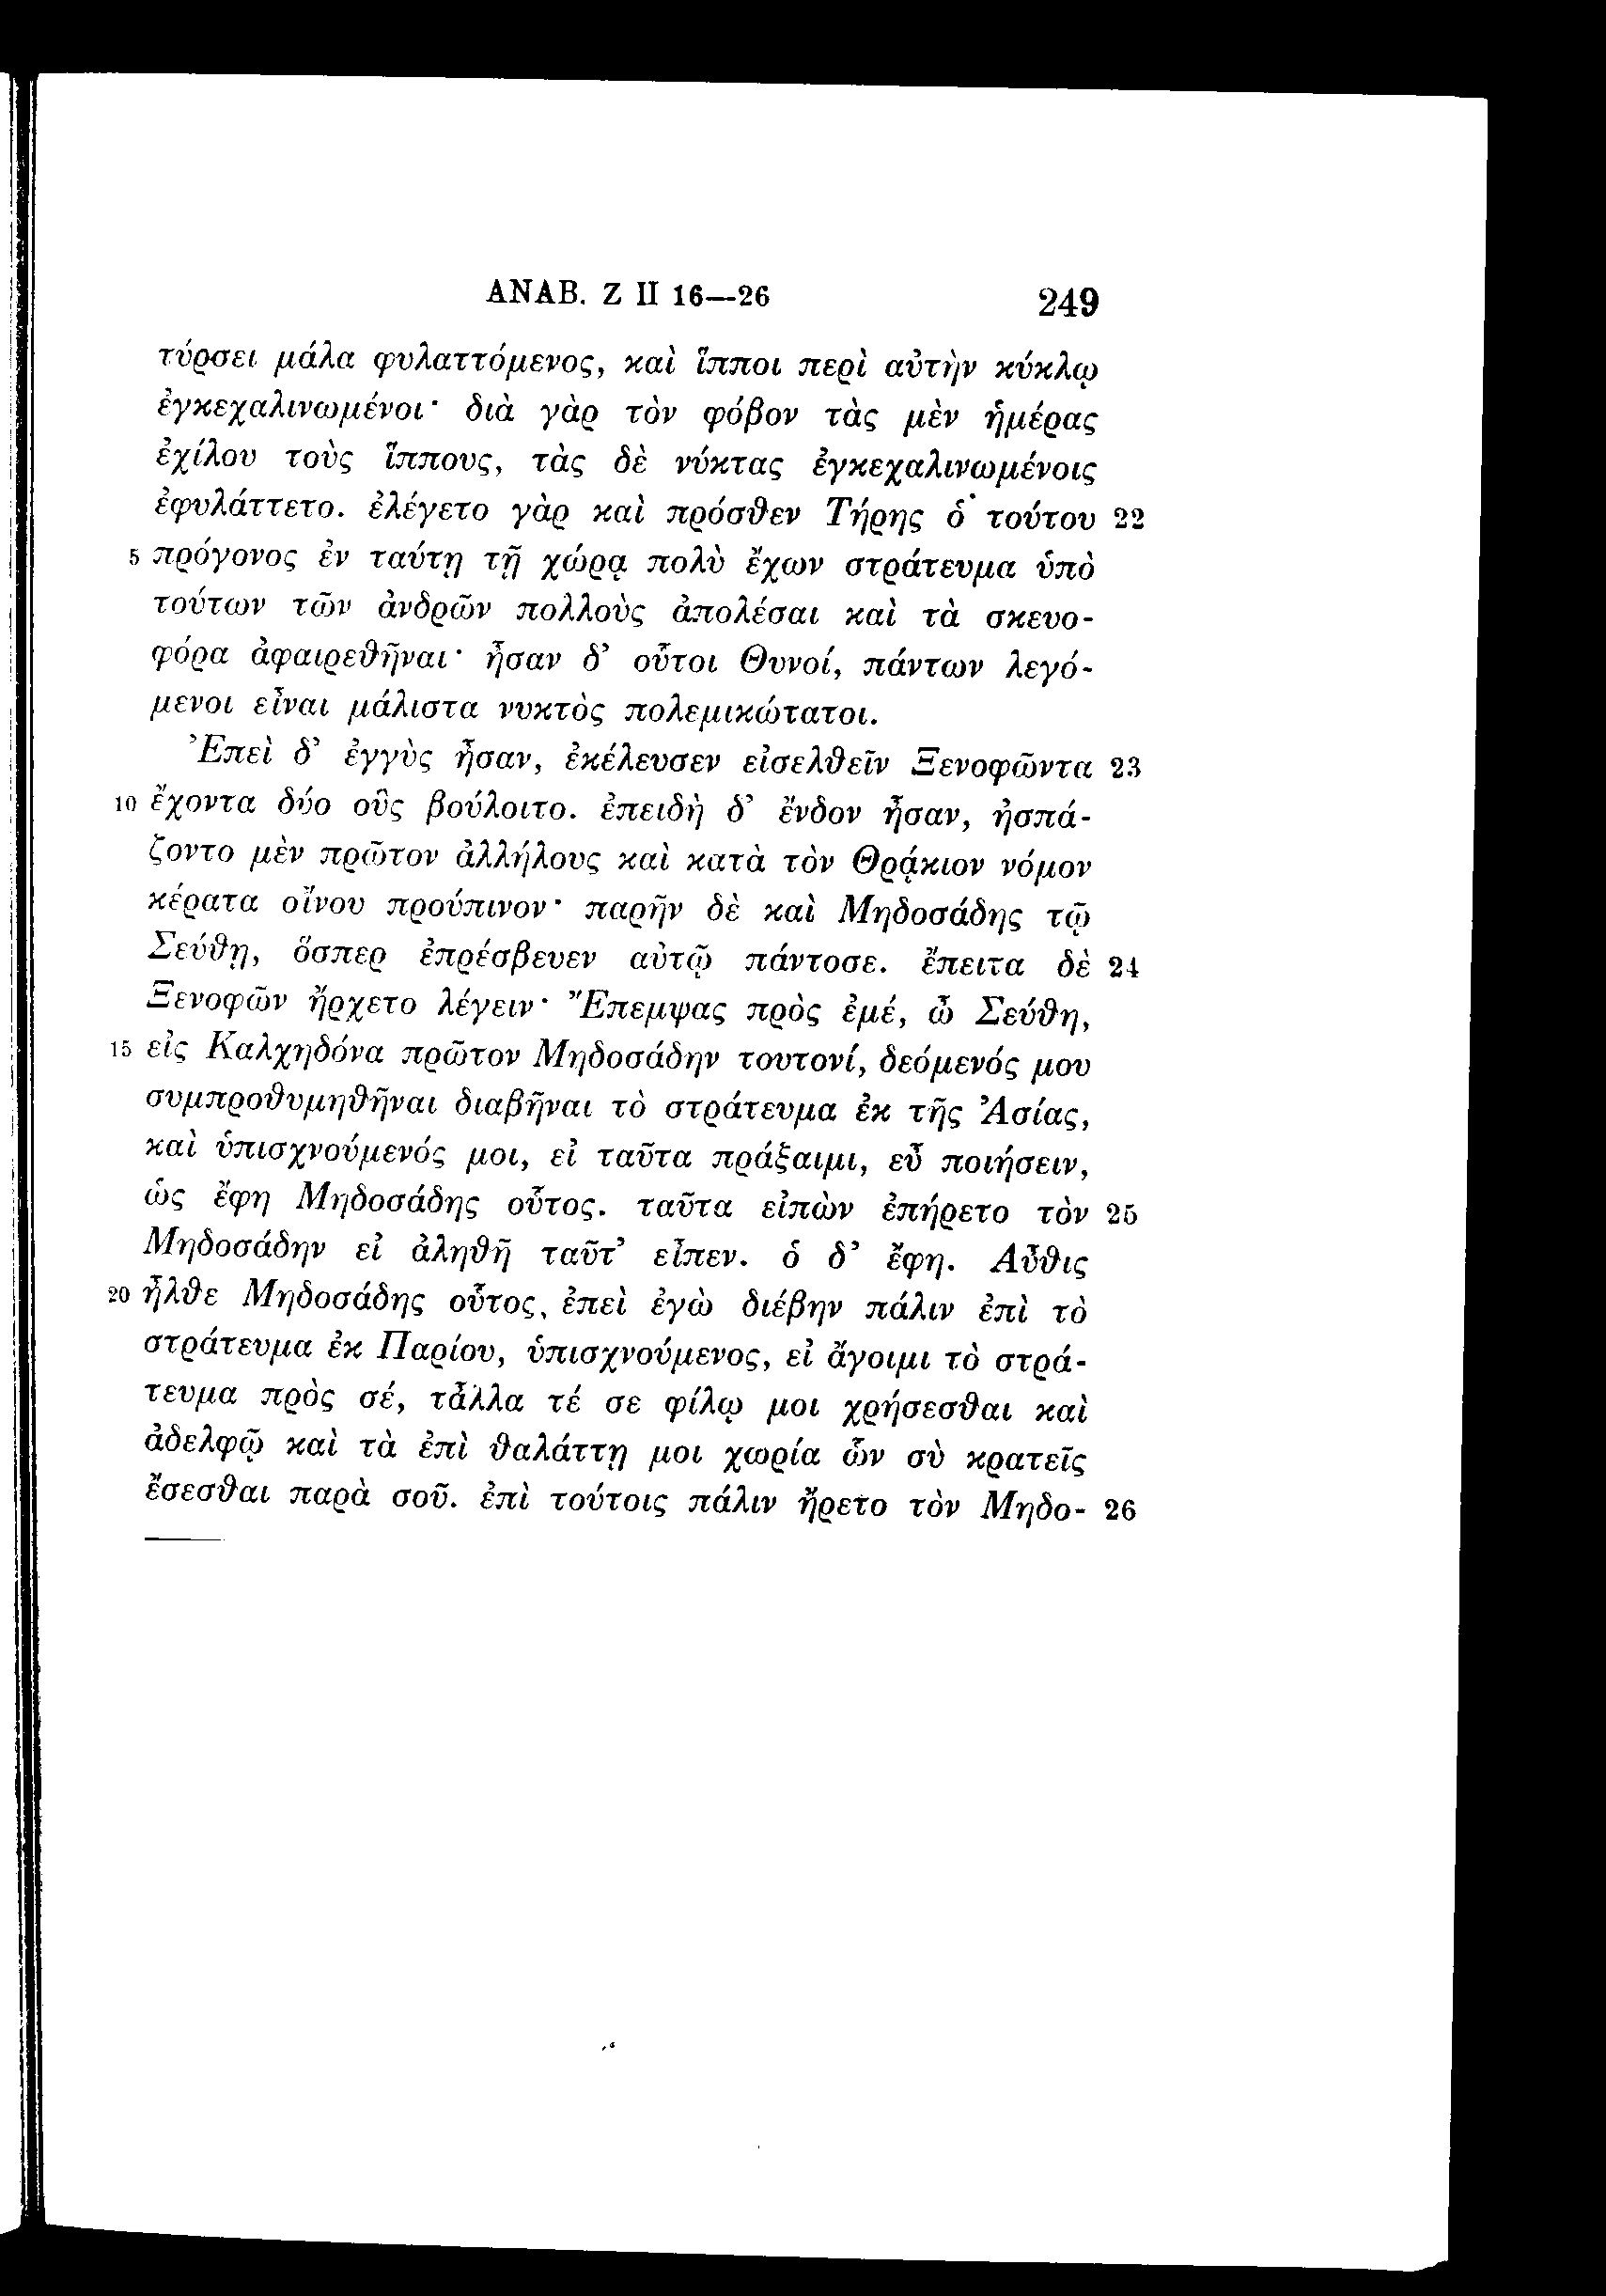 ΑΝΑΒ. Ζ II 16—26 249
τύρσει μάλα φυλαττόμενος, καὶ ἵπποι περὶ αὐτὴν κύκλῳ
ἐγκεχαλινωμένοι· διὰ γὰρ τὸν φόβον τὰς μὲν ἡμέρας
ἐχίλου τοὺς ἵππους, τὰς δὲ νύκτας ἐγκεχαλινωμένοις
ἐφυλάττετο. ἐλέγετο γὰρ καὶ πρόσθεν Τήρης ὁ τούτου 22
5 πρόγονος ἐν ταύτῃ τῇ χώρᾳ πολὺ ἔχων στράτευμα ὑπὸ
τούτων τῶν ἀνδρῶν πολλοὺς ἀπολέσαι καὶ τὰ σκευο-
φόρα ἀφαιρεθῆναι· ἦσαν δ’ οὗτοι Θυνοί, πάντων λεγό-
μενοι εἶναι μάλιστα νυκτὸς πολεμικώτατοι.
Ἐπεὶ δ’ ἐγγὺς ἦσαν, ἐκέλευσεν εἰσελθεῖν Ξενοφῶντα 23
10 ἔχοντα δύο οὓς βούλοιτο. ἐπειδὴ δ’ ἔνδον ἦσαν, ἠσπά-
ζοντο μὲν πρῶτον ἀλλήλους καὶ κατὰ τὸν Θρᾴκιον νόμον
κέρατα οἴνου προύπινον· παρῆν δὲ καὶ Μηδοσάδης τῷ
Σεύθῃ, ὅσπερ ἐπρέσβευεν αὐτῷ πάντοσε. ἔπειτα δὲ 24
Ξενοφῶν ἤρχετο λέγειν· Ἔπεμψας πρὸς ἐμέ, ὦ Σεύθη,
15 εἰς Καλχηδόνα πρῶτον Μηδοσάδην τουτονί, δεόμενός μου
συμπροθυμηθῆναι διαβῆναι τὸ στράτευμα ἐκ τῆς Ἀσίας,
καὶ ὑπισχνούμενός μοι, εἰ ταῦτα πράξαιμι, εὖ ποιήσειν,
ὡς ἔφη Μηδοσάδης οὗτος. ταῦτα εἰπὼν ἐπήρετο τὸν 25
Μηδοσάδην εἰ ἀληθῆ ταῦτ’ εἶπεν. ὁ δ’ ἔφη. Αὖθις
20 ἦλθε Μηδοσάδης οὗτος, ἐπεὶ ἐγὼ διέβην πάλιν ἐπὶ τὸ
στράτευμα ἐκ Παρίου, ὑπισχνούμενος, εἰ ἄγοιμι τὸ στρά-
τευμα πρὸς σέ, τἆλλα τέ σε φίλῳ μοι χρήσεσθαι καὶ
ἀδελφῷ καὶ τὰ ἐπὶ θαλάττῃ μοι χωρία ὧν σὺ κρατεῖς
ἔσεσθαι παρὰ σοῦ. ἐπὶ τούτοις πάλιν ἤρετο τὸν Μηδο- 26